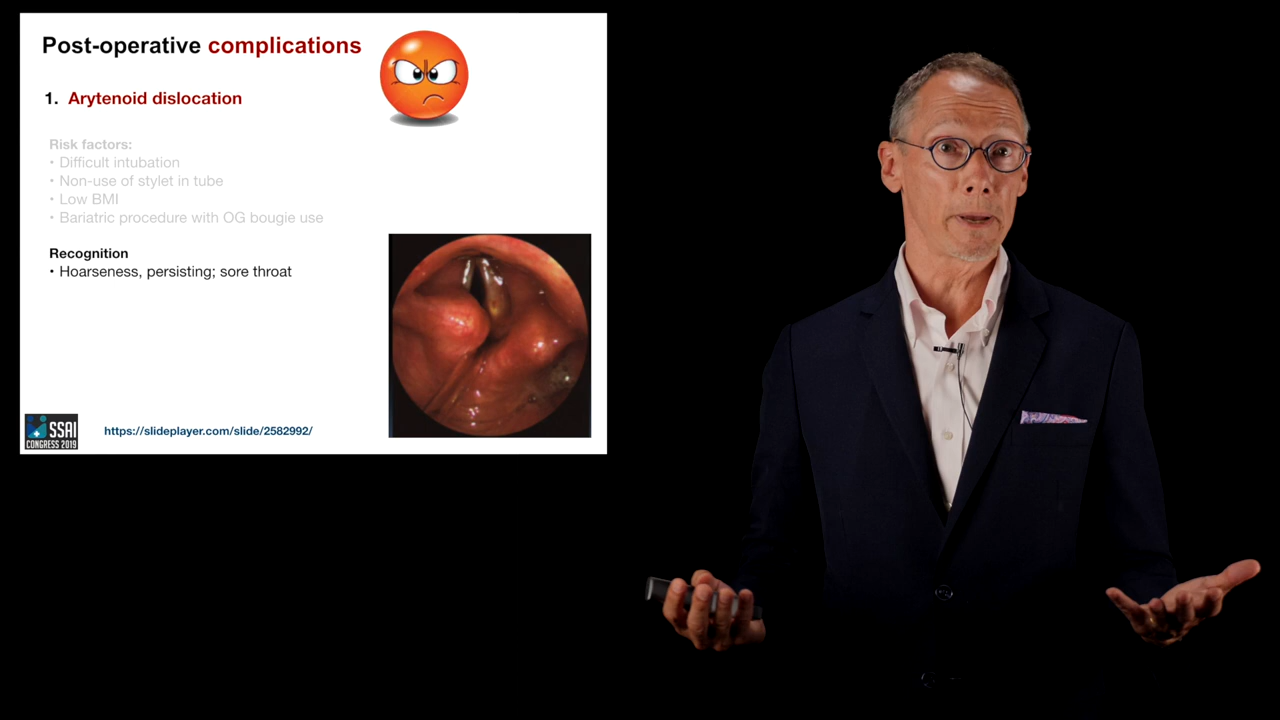 Post-operative complications
1. Arytenoid dislocation
Risk factors:
• Difficult intubation
• Non-use of stylet in tube
• Low BMI
• Bariatric procedure with OG bougie use
Recognition
• Hoarseness, persisting; sore throat
SSAI
CONGRESS 2019
https://slideplayer.com/slide/2582992/